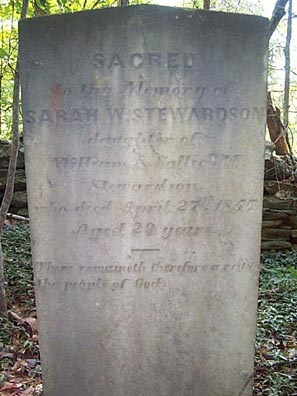 SACRED
to the Memory of
SARAH W. STEWARDSON
daughter of
William & Sallie M.
Stewardson
who died April 27th 1857
Aged 29 years.
There remaineth therefore a rest to
the people of God.